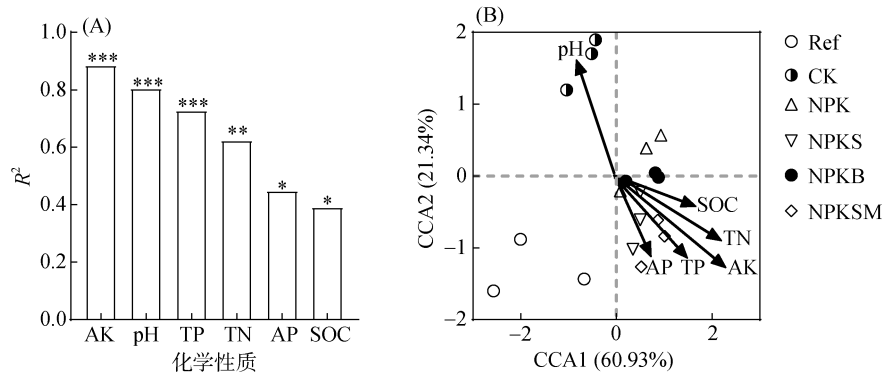 (A)
1.0
0.8
0.6
0.4
0.2
0.0
R²
***
***
***
**
*
*
AK pH TP TN AP SOC
化学性质
(B)
2
1
0
−1
−2
CCA2 (21.34%)
pH
SOC
TN
AP TP AK
−2 0 2
CCA1 (60.93%)
Ref
CK
NPK
NPKS
NPKB
NPKSM